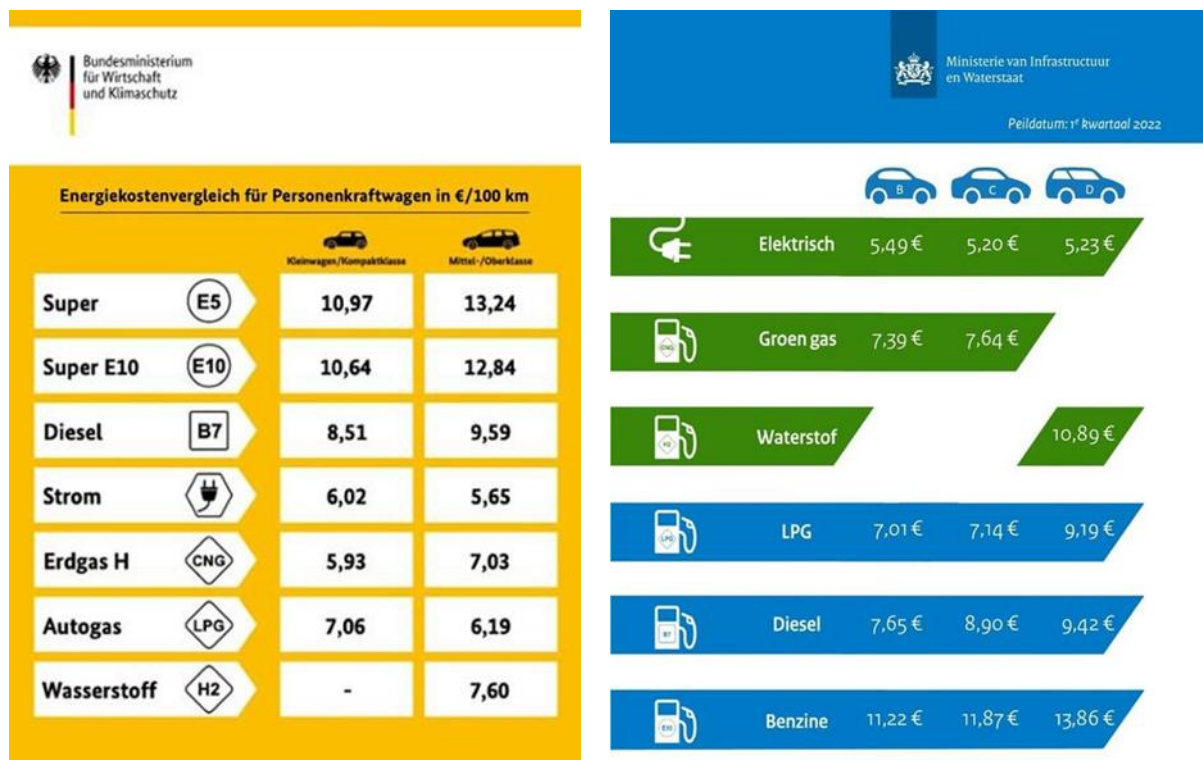 Bundesministerium
für Wirtschaft
und Klimaschutz
Energiekostenvergleich für Personenkraftwagen in €/100 km
Kleinwagen/Kompaktklasse Mittel-/Oberklasse
Super E5 10,97 13,24
Super E10 E10 10,64 12,84
Diesel B7 8,51 9,59
Strom 6,02 5,65
Erdgas H CNG 5,93 7,03
Autogas LPG 7,06 6,19
Wasserstoff H2 - 7,60
Ministerie van Infrastructuur
en Waterstaat
Peildatum: 1e kwartaal 2022
B C D
Elektrisch 5,49 € 5,20 € 5,23 €
CNG Groen gas 7,39 € 7,64 €
H2 Waterstof 10,89 €
LPG LPG 7,01 € 7,14 € 9,19 €
B7 Diesel 7,65 € 8,90 € 9,42 €
E10 Benzine 11,22 € 11,87 € 13,86 €